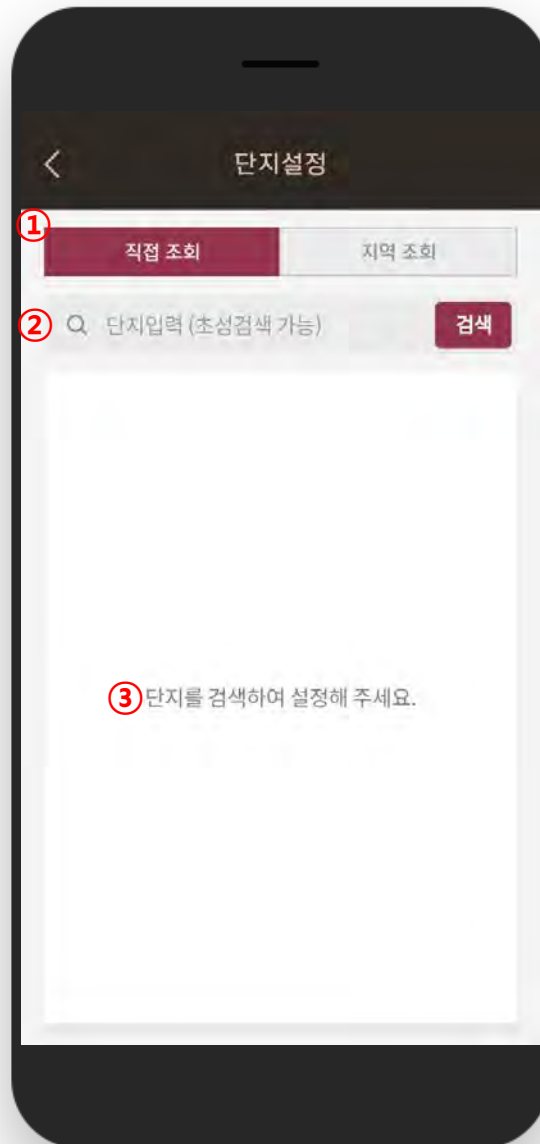 단지설정
① 직접 조회 지역 조회
② 단지입력 (초성검색 가능) 검색
③ 단지를 검색하여 설정해 주세요.